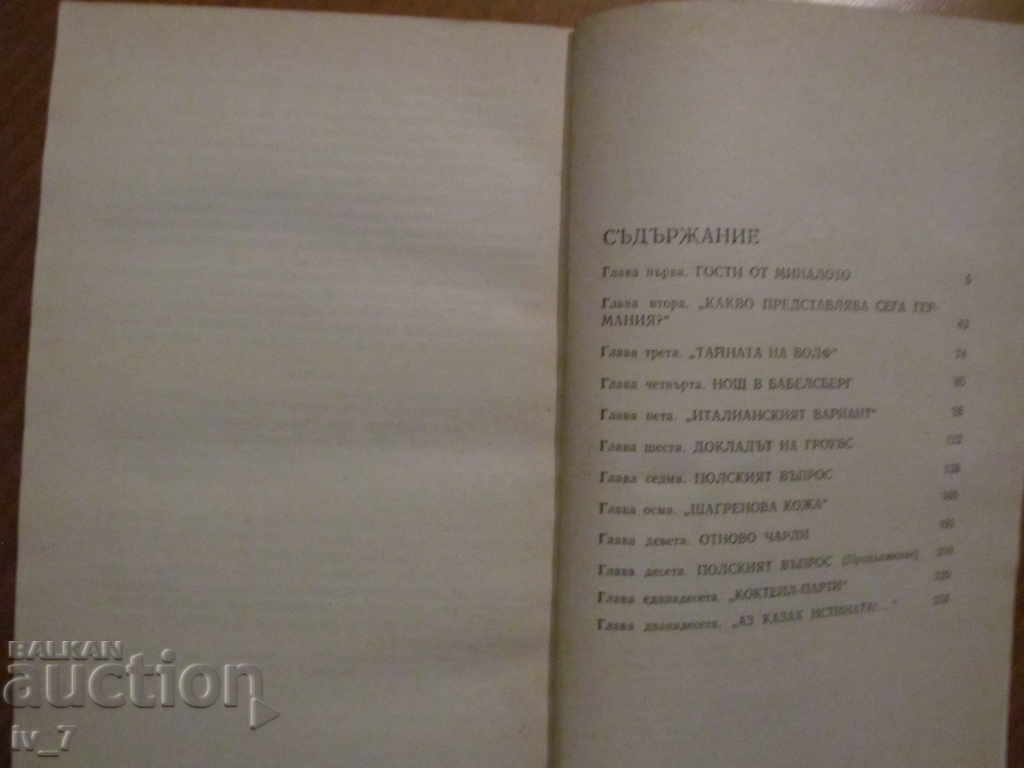 СЪДЪРЖАНИЕ
Глава първа. ГОСТИ ОТ МИНАЛОТО 5
Глава втора. „КАКВО ПРЕДСТАВЛЯВА СЕГА ГЕР-
МАНИЯ?"
Глава трета. „ТАЙНАТА НА ВОЛФ"
Глава четвърта. НОЩ В БАБЕЛСБЕРГ
Глава пета. „ИТАЛИАНСКИЯТ ВАРИАНТ"
Глава шеста. ДОКЛАДЪТ НА ГРОУВС
Глава седма. ПОЛСКИЯТ ВЪПРОС
Глава осма. „ШАГРЕНОВА КОЖА"
Глава девета. ОТНОВО ЧАРЛИ
Глава десета. ПОЛСКИЯТ ВЪПРОС (Продължение)
Глава единадесета. „КОКТЕЙЛ-ПАРТИ"
Глава дванадесета. „АЗ КАЗАХ ИСТИНАТА!..."
BALKAN
auction
iv_7